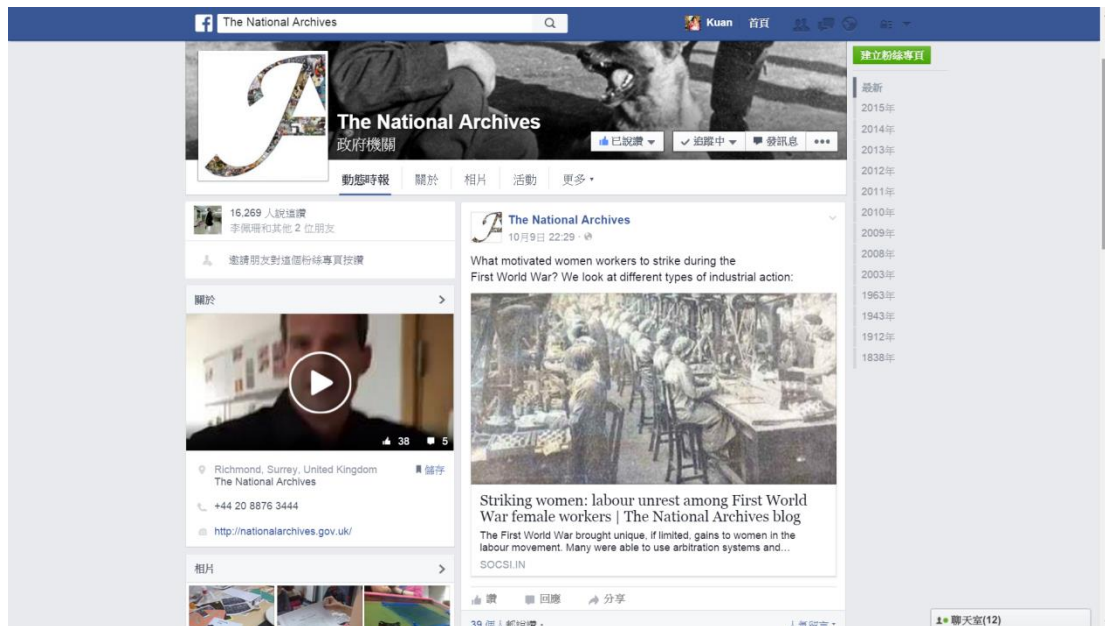 The National Archives
Kuan 首頁
建立粉絲專頁
最新
2015年
2014年
2013年
2012年
2011年
2010年
2009年
2008年
2003年
1963年
1943年
1912年
1838年
The National Archives
政府機關
已說讚
追蹤中
發訊息
動態時報 關於 相片 活動 更多
16,269 人說這讚
李佩珊和其他 2 位朋友
邀請朋友對這個粉絲專頁按讚
關於
38 5
Richmond, Surrey, United Kingdom 儲存
The National Archives
+44 20 8876 3444
http://nationalarchives.gov.uk/
相片
The National Archives
10月9日 22:29 ·
What motivated women workers to strike during the
First World War? We look at different types of industrial action:
Striking women: labour unrest among First World
War female workers | The National Archives blog
The First World War brought unique, if limited, gains to women in the
labour movement. Many were able to use arbitration systems and...
SOCSI.IN
讚 回應 分享
聊天室(12)